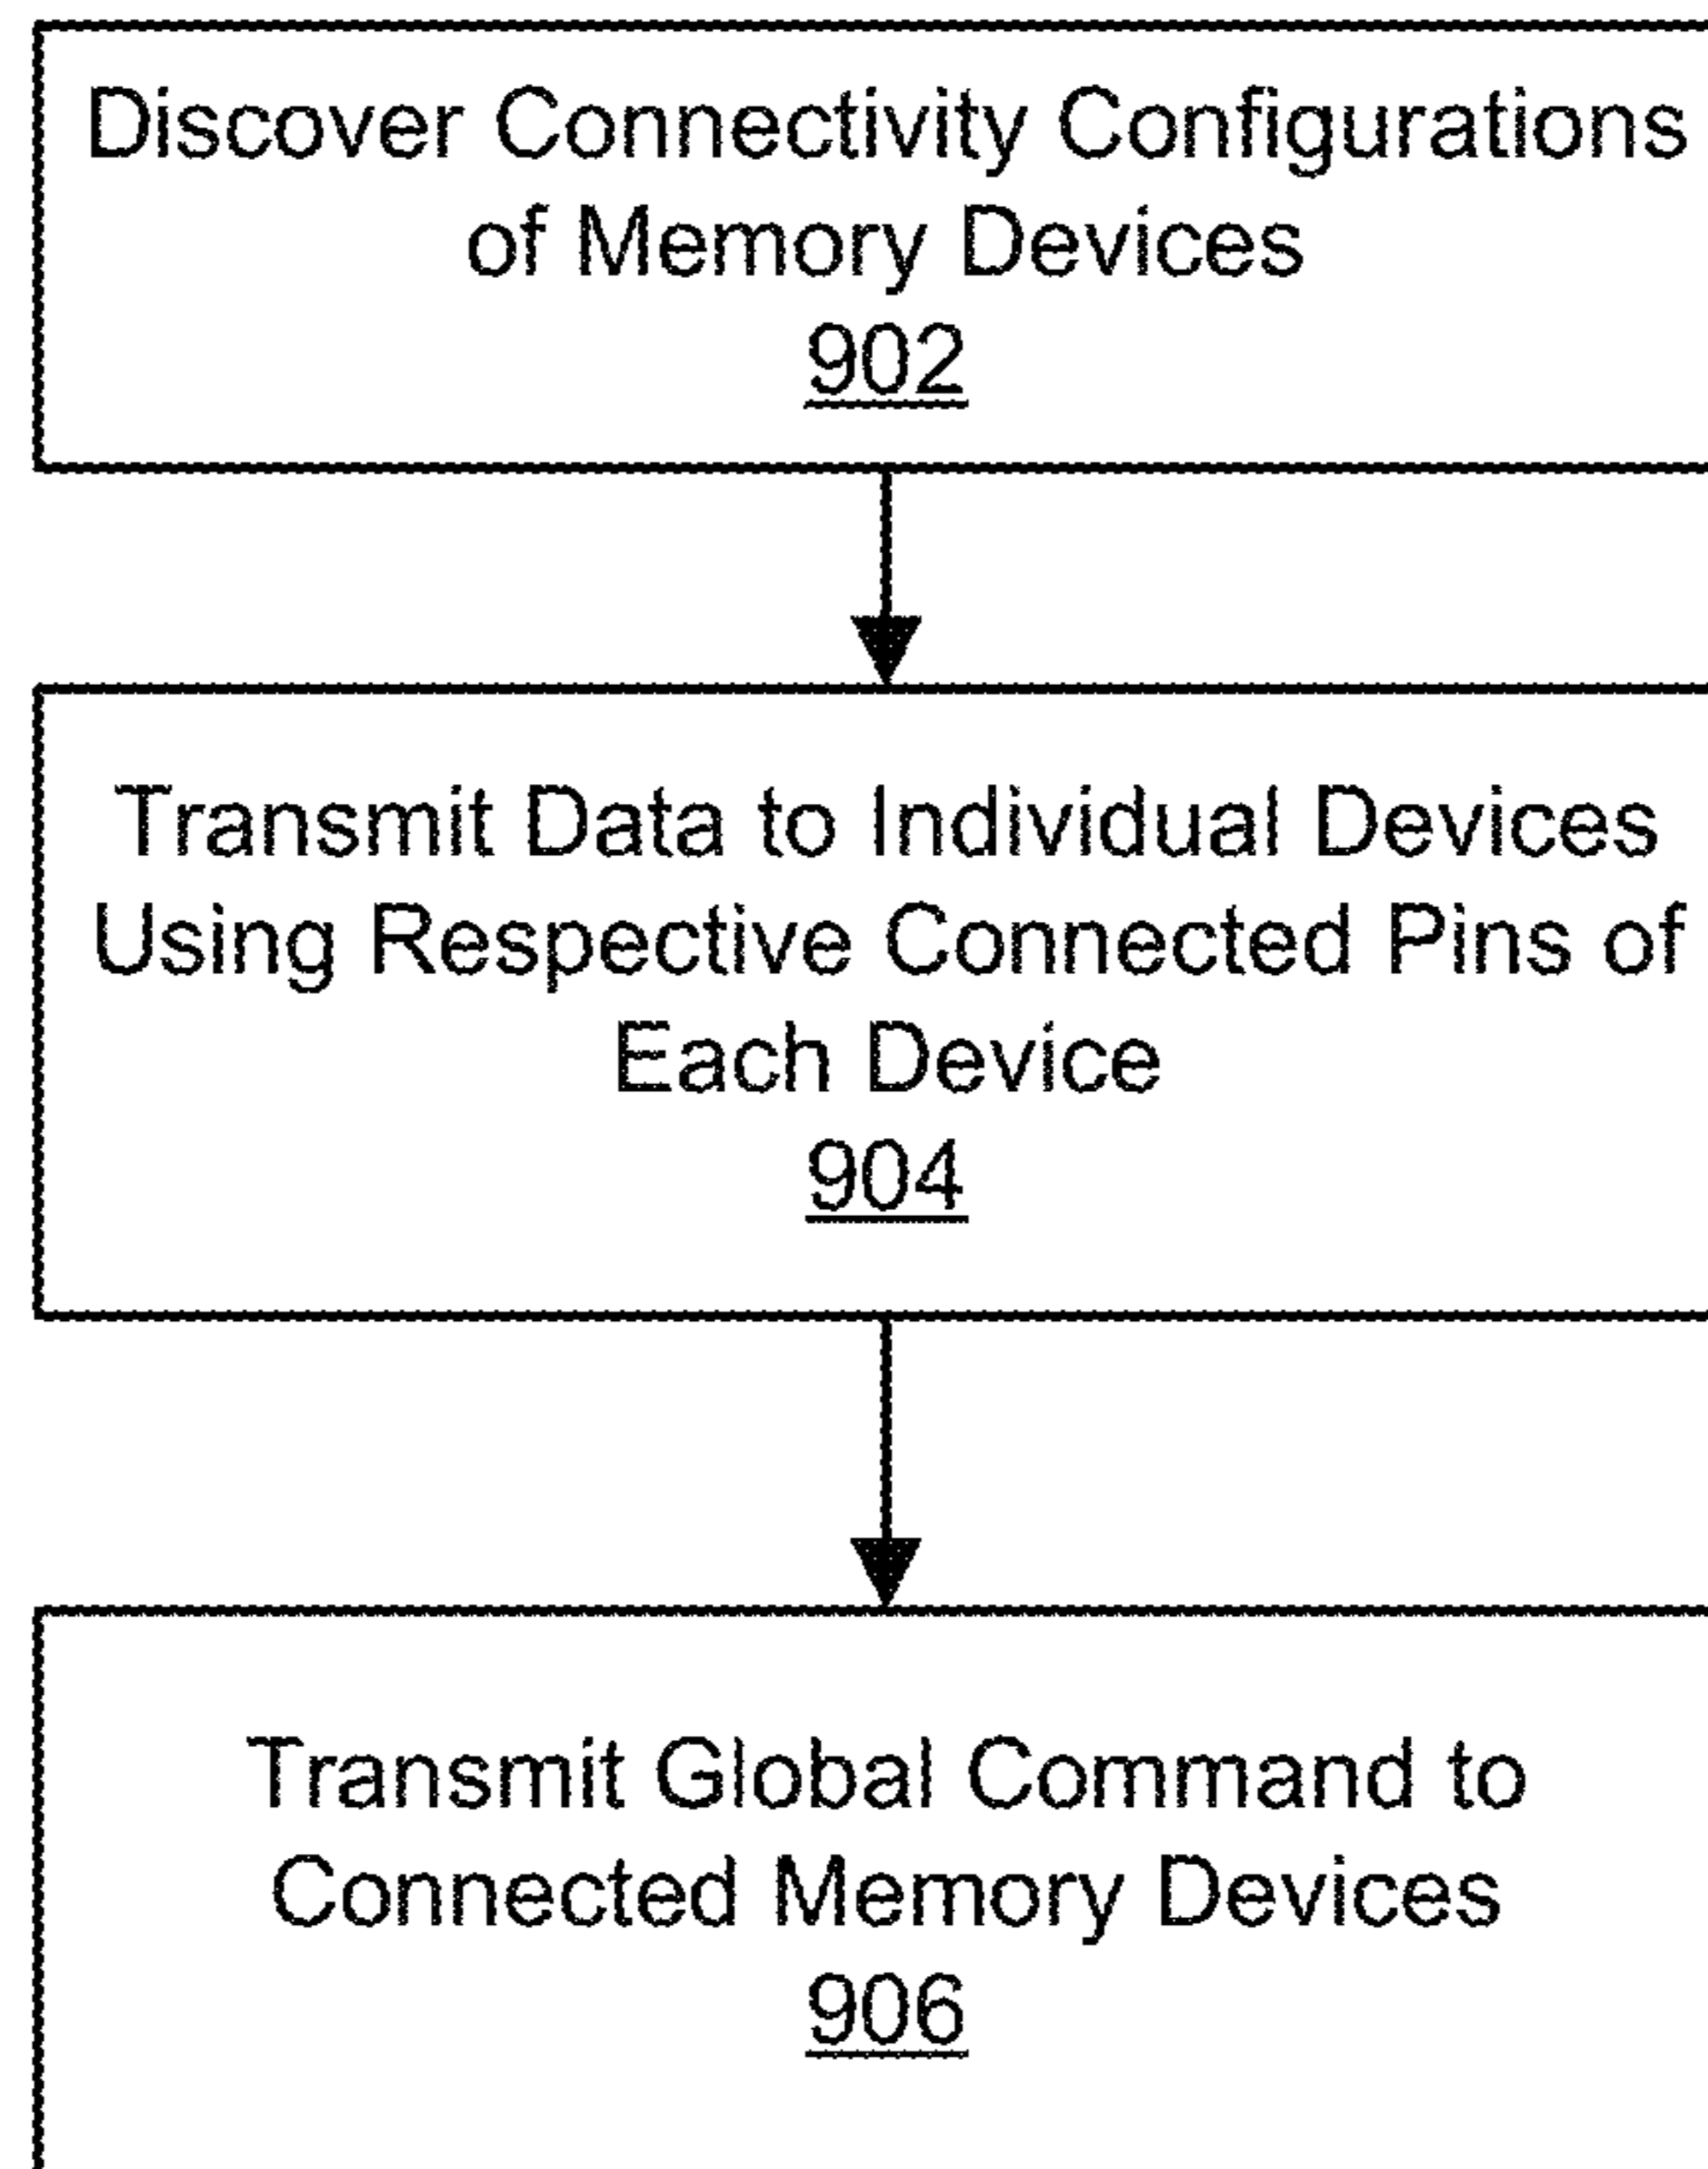 Discover Connectivity Configurations
of Memory Devices
902
Transmit Data to Individual Devices
Using Respective Connected Pins of
Each Device
904
Transmit Global Command to
Connected Memory Devices
906